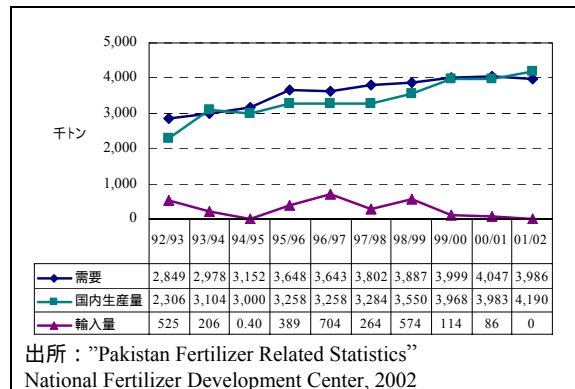 5,000
4,000
3,000
千トン
2,000
1,000
0
92/93 93/94 94/95 95/96 96/97 97/98 98/99 99/00 00/01 01/02
需要 2,849 2,978 3,152 3,648 3,643 3,802 3,887 3,999 4,047 3,986
国内生産量 2,306 3,104 3,000 3,258 3,258 3,284 3,550 3,968 3,983 4,190
輸入量 525 206 0.40 389 704 264 574 114 86 0
出所：”Pakistan Fertilizer Related Statistics”
National Fertilizer Development Center, 2002